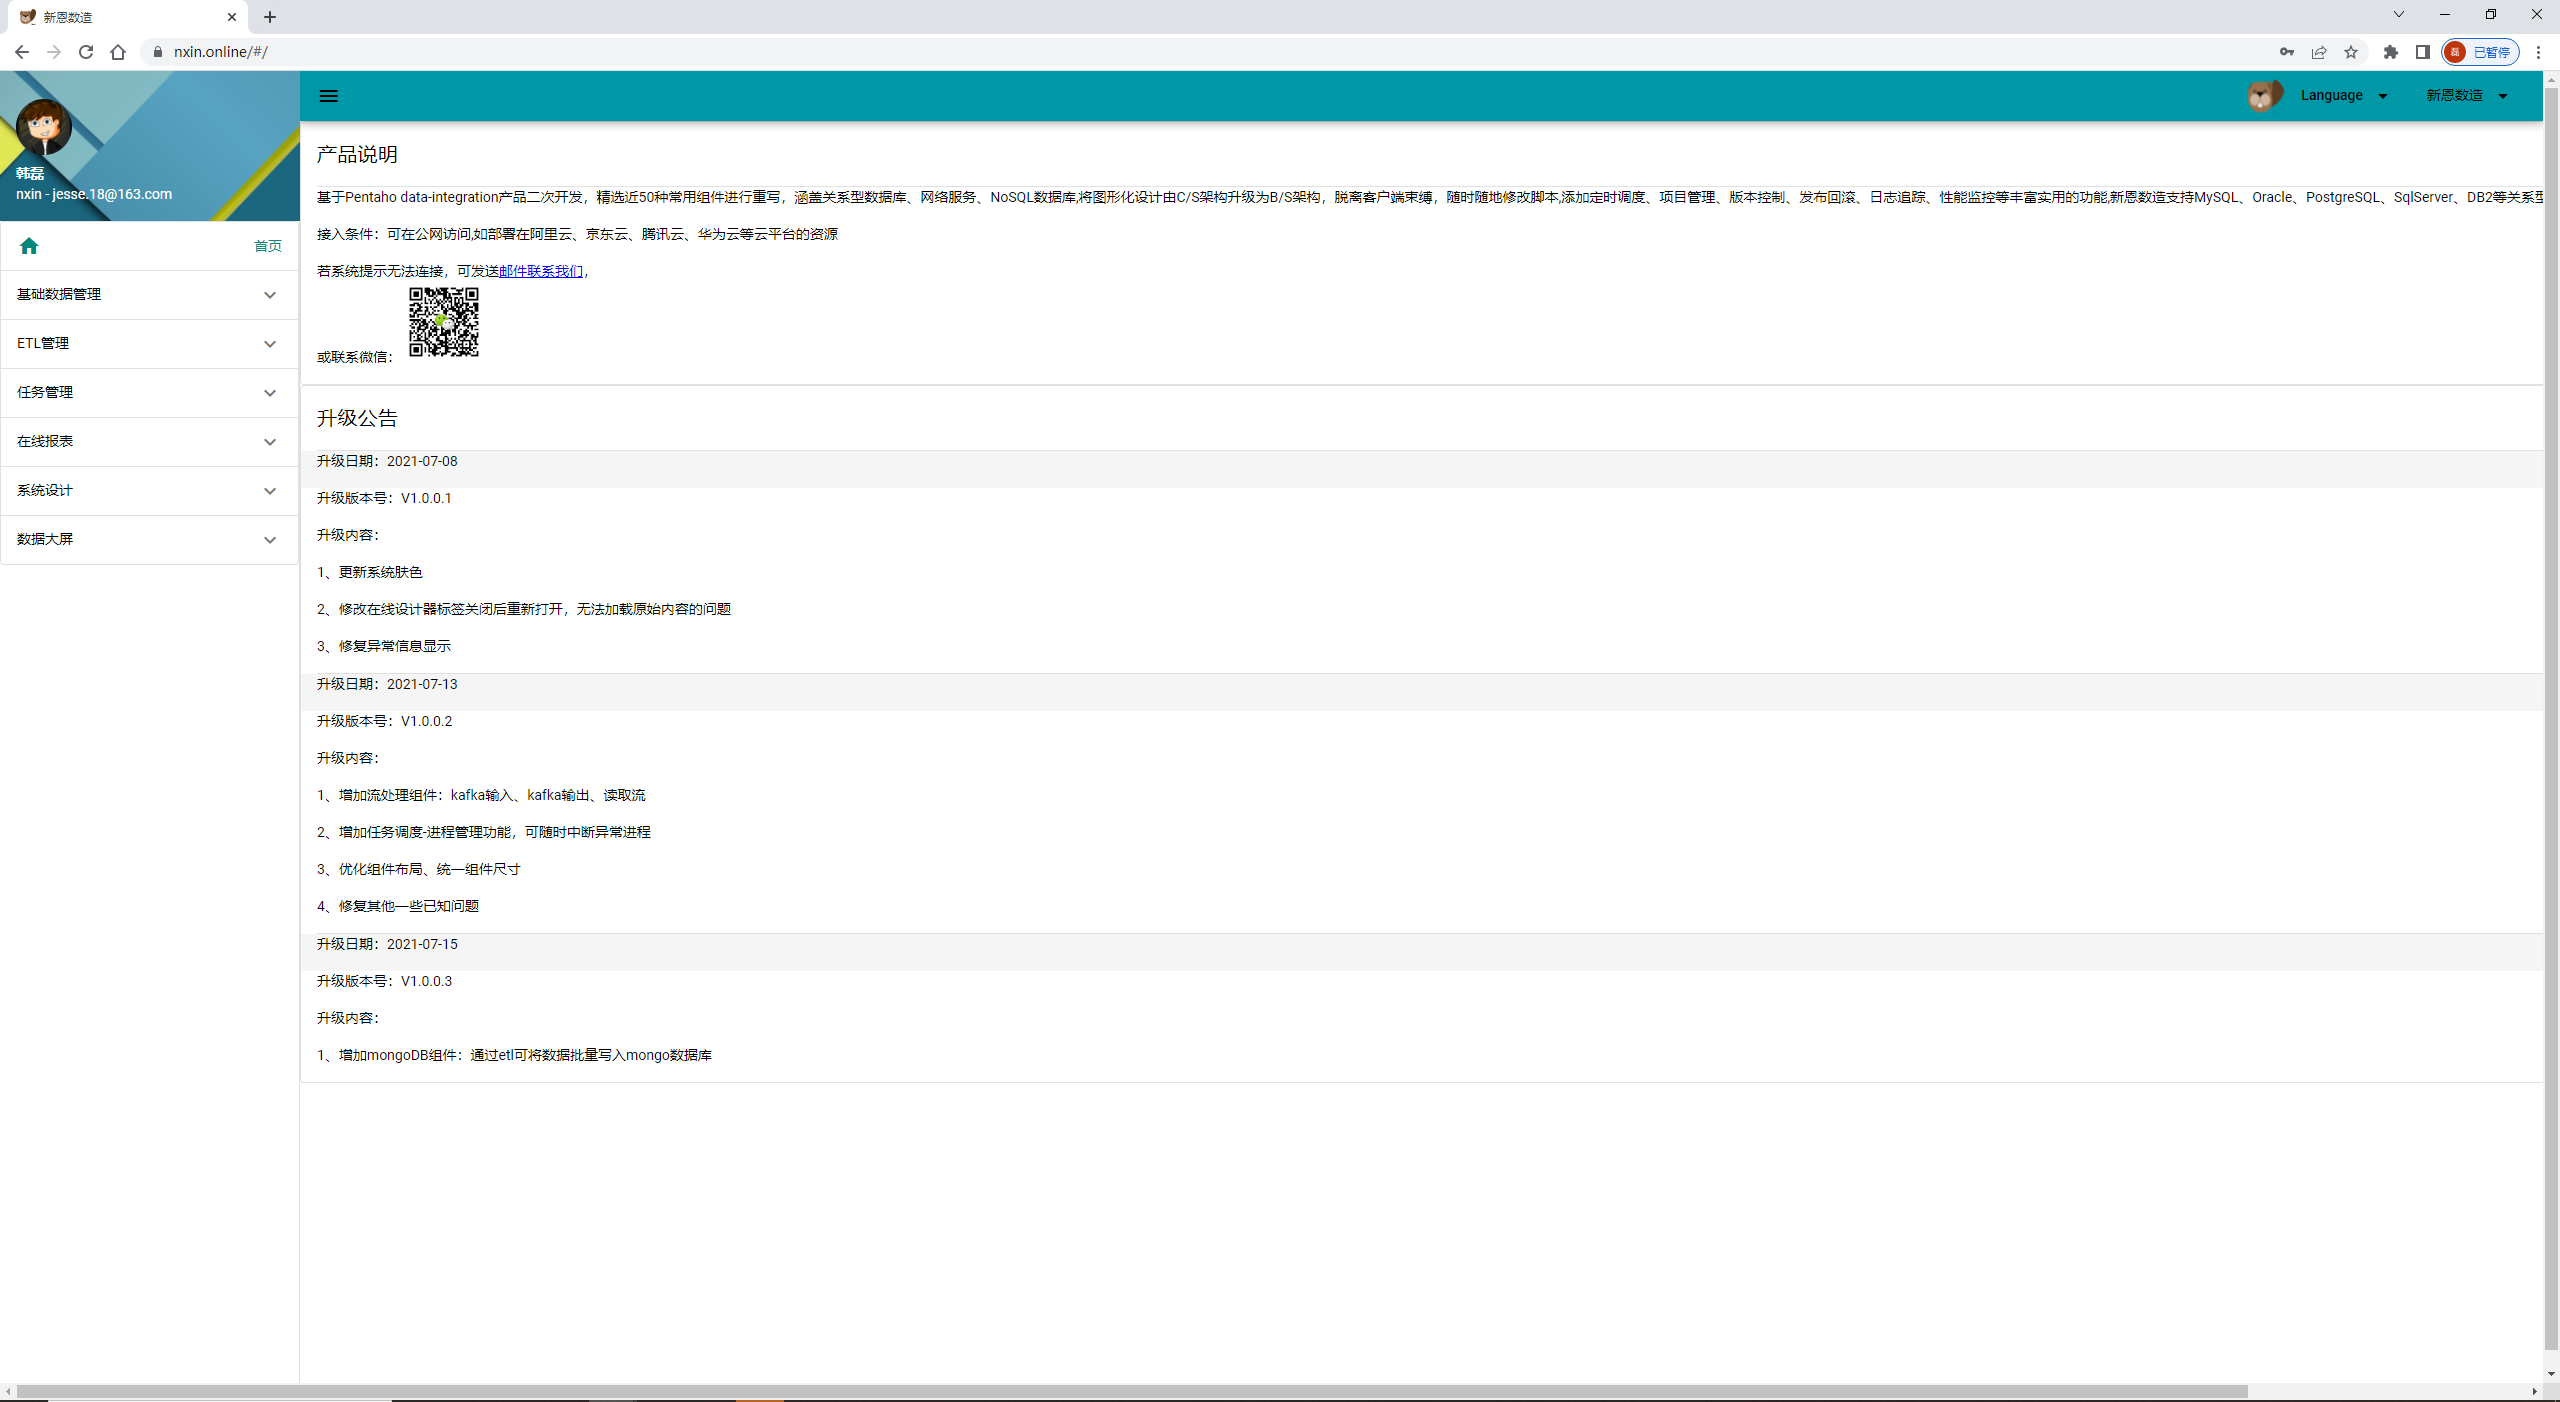 新恩数造
nxin.online/#/
磊 已暂停
韩磊
nxin - jesse.18@163.com
首页
基础数据管理
ETL管理
任务管理
在线报表
系统设计
数据大屏
Language
新恩数造
产品说明
基于Pentaho data-integration产品二次开发，精选近50种常用组件进行重写，涵盖关系型数据库、网络服务、NoSQL数据库,将图形化设计由C/S架构升级为B/S架构，脱离客户端束缚，随时随地修改脚本,添加定时调度、项目管理、版本控制、发布回滚、日志追踪、性能监控等丰富实用的功能,新恩数造支持MySQL、Oracle、PostgreSQL、SqlServer、DB2等关系型
接入条件：可在公网访问,如部署在阿里云、京东云、腾讯云、华为云等云平台的资源
若系统提示无法连接，可发送邮件联系我们，
或联系微信：
升级公告
升级日期：2021-07-08
升级版本号：V1.0.0.1
升级内容：
1、更新系统肤色
2、修改在线设计器标签关闭后重新打开，无法加载原始内容的问题
3、修复异常信息显示
升级日期：2021-07-13
升级版本号：V1.0.0.2
升级内容：
1、增加流处理组件：kafka输入、kafka输出、读取流
2、增加任务调度-进程管理功能，可随时中断异常进程
3、优化组件布局、统一组件尺寸
4、修复其他一些已知问题
升级日期：2021-07-15
升级版本号：V1.0.0.3
升级内容：
1、增加mongoDB组件：通过etl可将数据批量写入mongo数据库